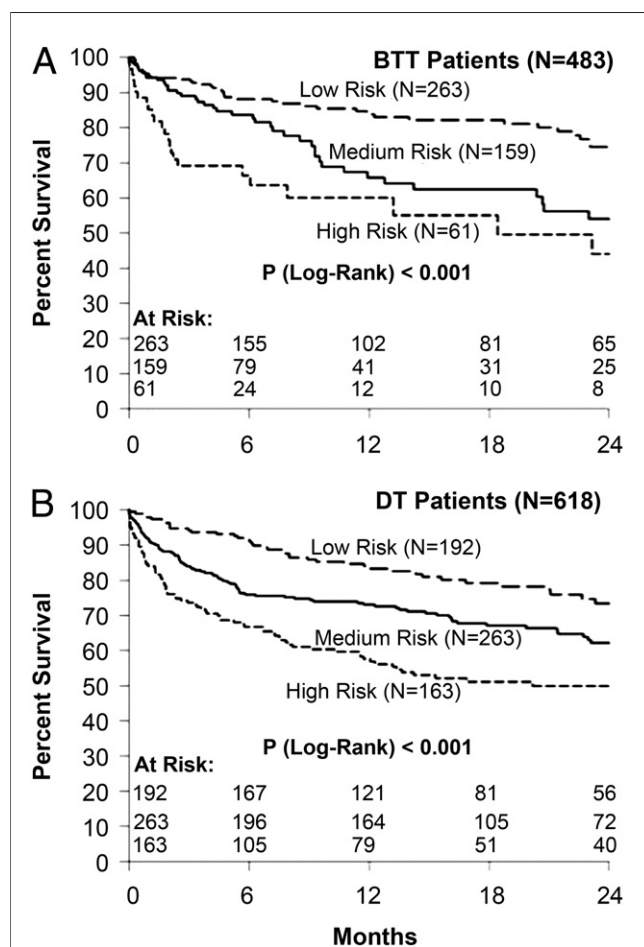 A
BTT Patients (N=483)
Low Risk (N=263)
Medium Risk (N=159)
High Risk (N=61)
P (Log-Rank) < 0.001
Percent Survival
100
90
80
70
60
50
40
30
20
10
0
At Risk:
263 155 102 81 65
159 79 41 31 25
61 24 12 10 8
0 6 12 18 24
B
DT Patients (N=618)
Low Risk (N=192)
Medium Risk (N=263)
High Risk (N=163)
P (Log-Rank) < 0.001
Percent Survival
100
90
80
70
60
50
40
30
20
10
0
At Risk:
192 167 121 81 56
263 196 164 105 72
163 105 79 51 40
0 6 12 18 24
Months